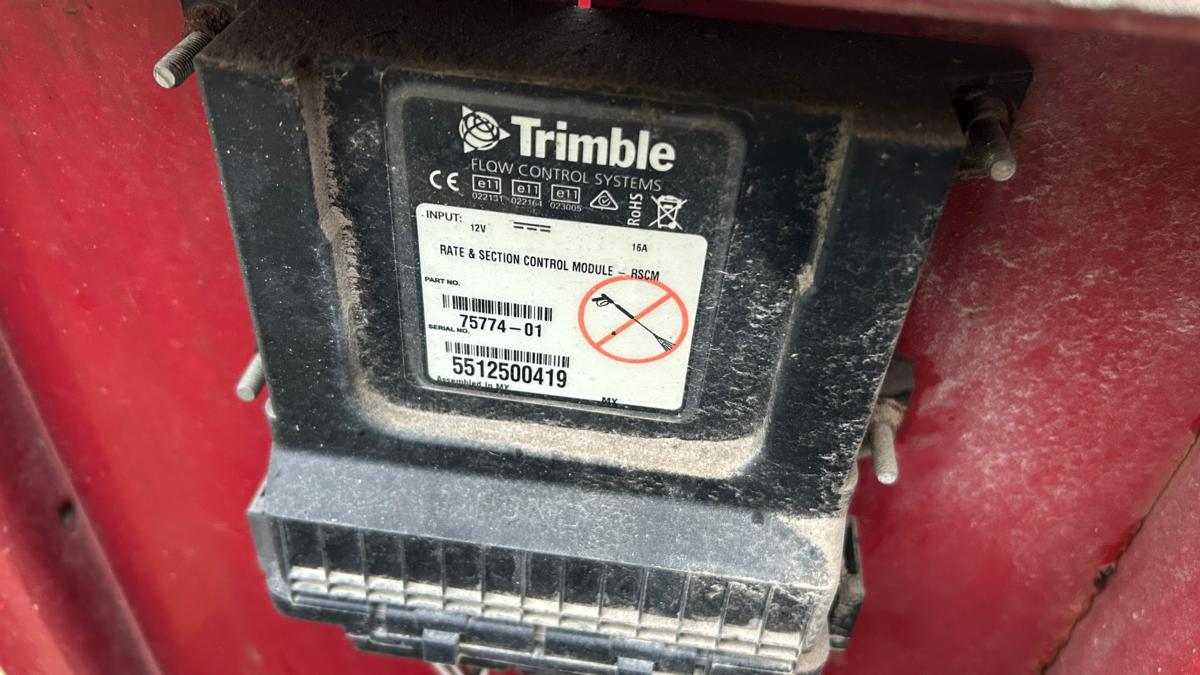 Trimble
FLOW CONTROL SYSTEMS
CE e11 e11 e11
022131 022164 023005
RoHS
INPUT:
12V 16A
RATE & SECTION CONTROL MODULE – RSCM
PART NO.
75774-01
SERIAL NO.
5512500419
Assembled in MX
MX